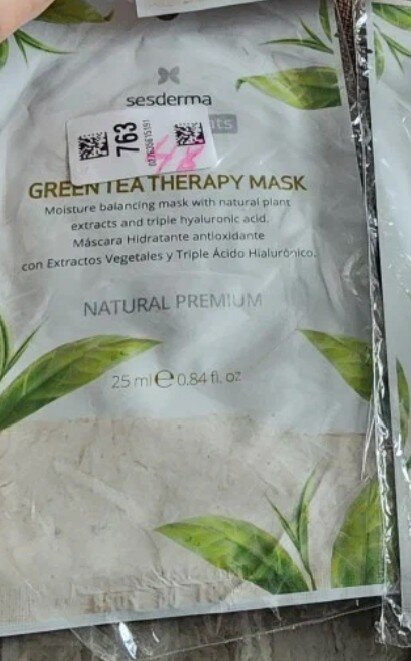 sesderma
763
48
GREEN TEA THERAPY MASK
Moisture balancing mask with natural plant
extracts and triple hyaluronic acid.
Máscara Hidratante antioxidante
con Extractos Vegetales y Triple Ácido Hialurónico.
NATURAL PREMIUM
25 ml e 0.84 fl. oz